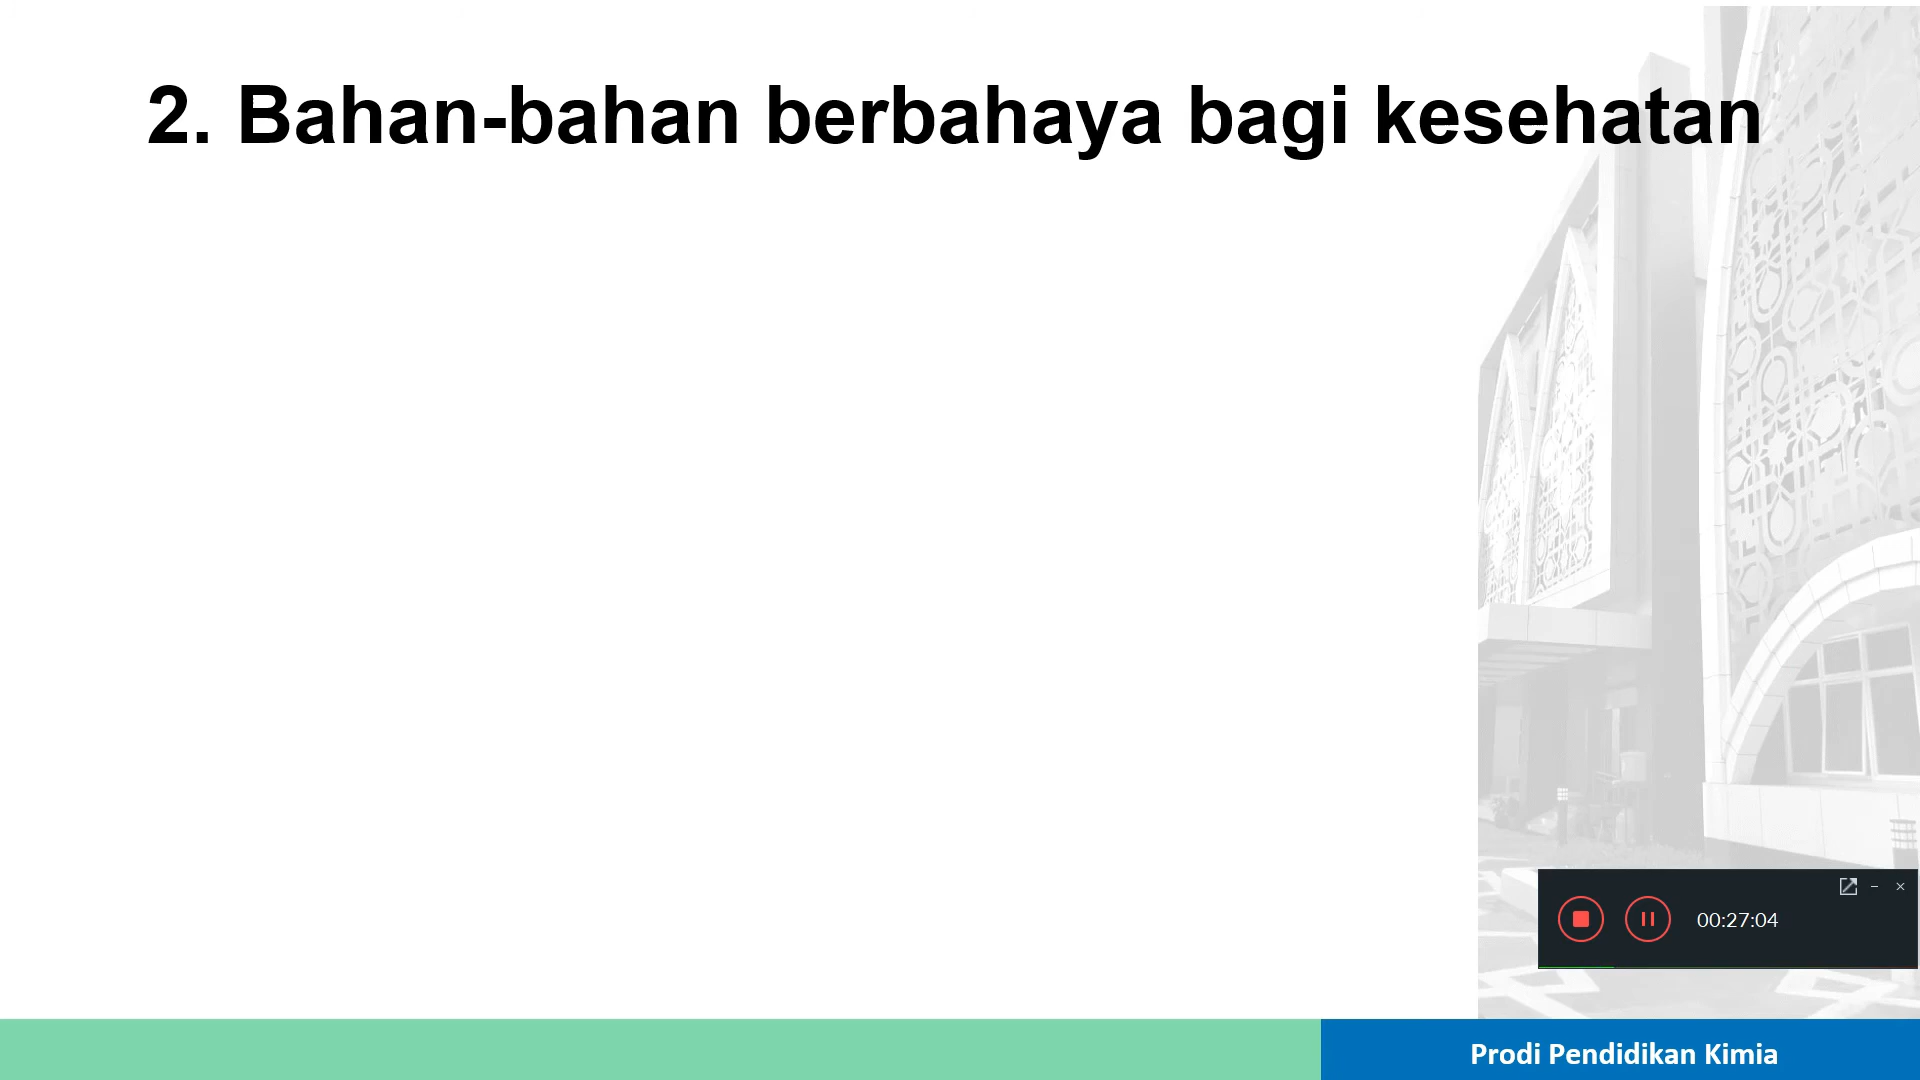 2. Bahan-bahan berbahaya bagi kesehatan
00:27:04
Prodi Pendidikan Kimia